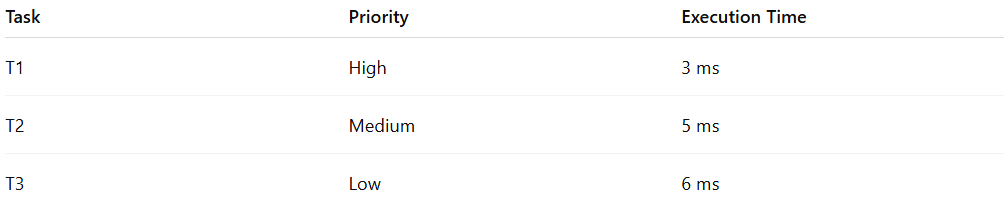 Task Priority Execution Time
T1 High 3 ms
T2 Medium 5 ms
T3 Low 6 ms